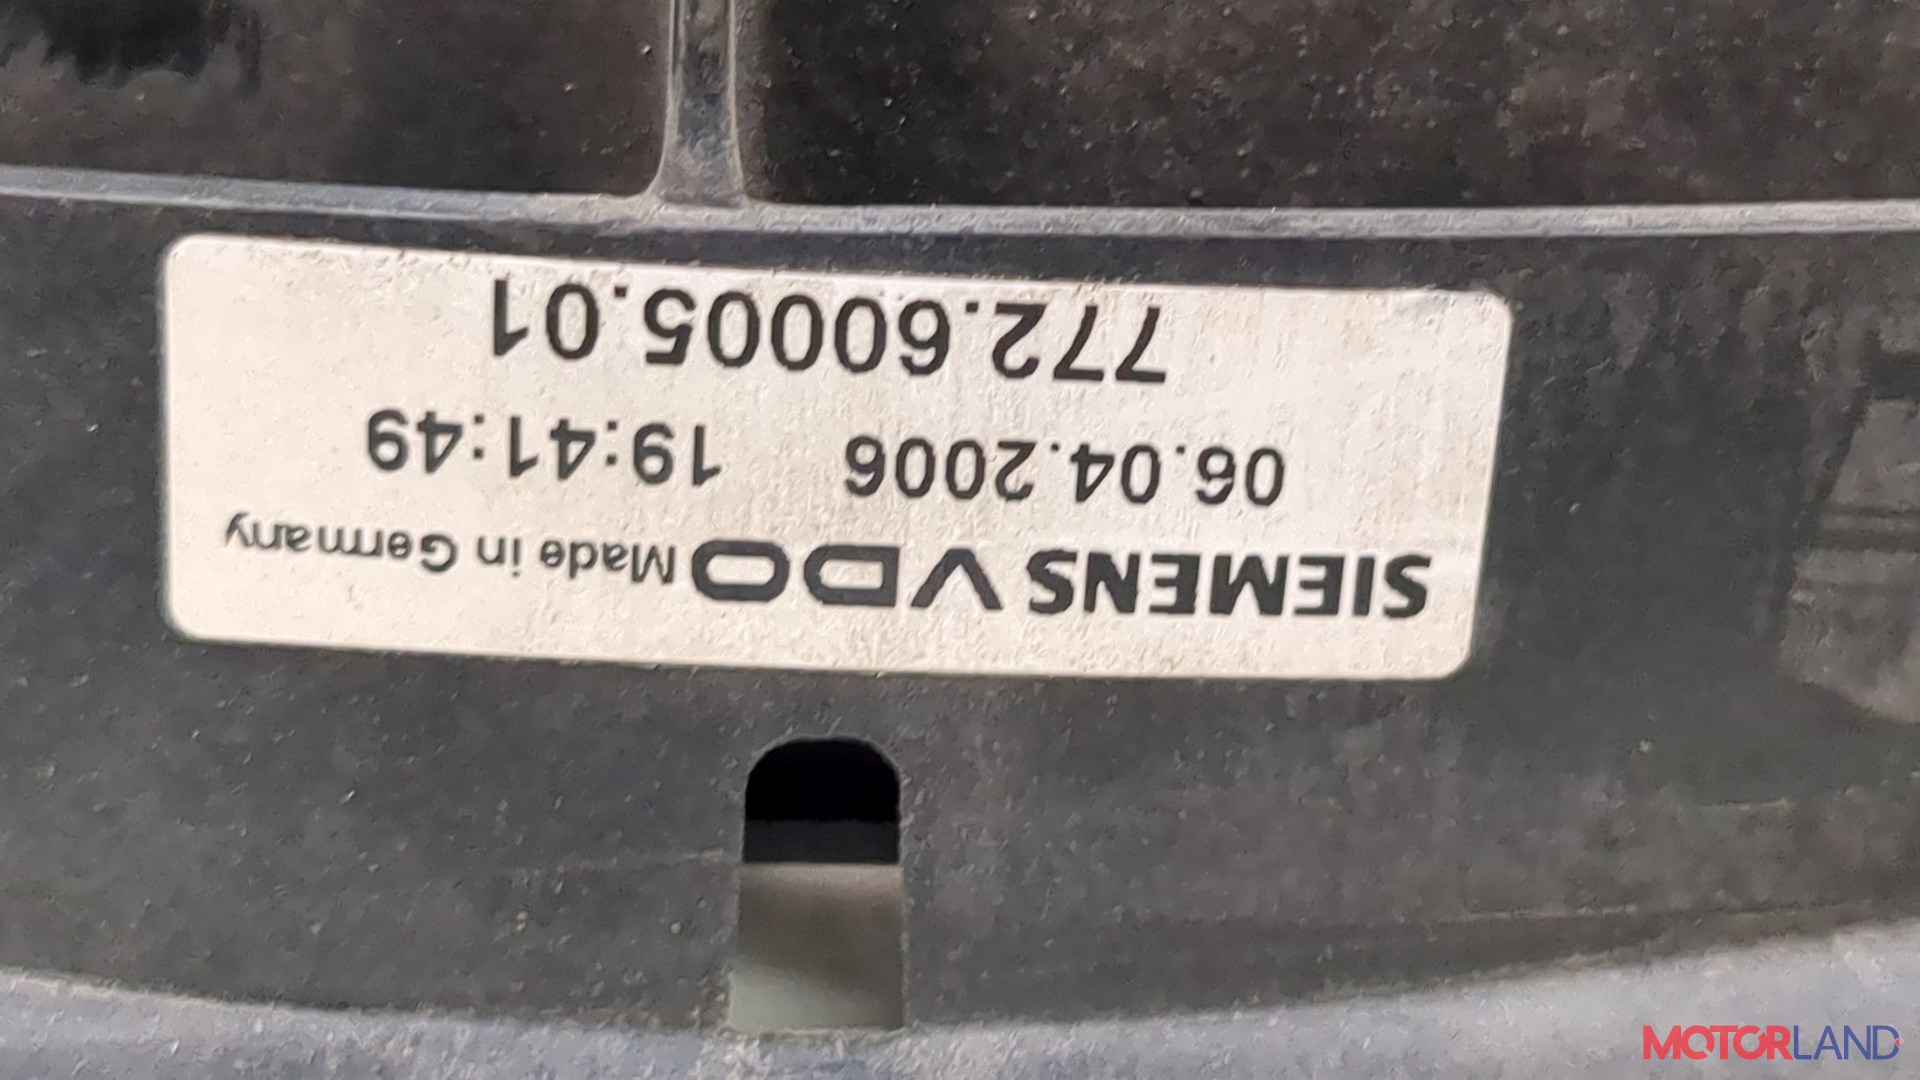 SIEMENS VDO Made in Germany
06.04.2006 19:41:49
772.60005.01
MOTORLAND